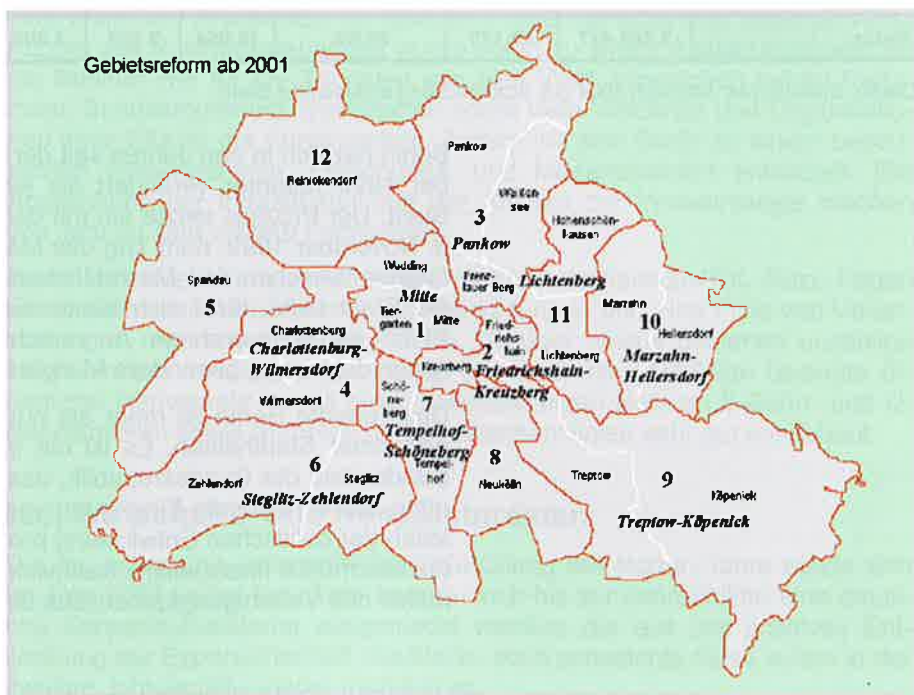 Gebietsreform ab 2001
12
Reinickendorf
Pankow
Weißensee
3
Pankow
Hohenschön-
hausen
Wedding
Prenz-
lauer Berg
Lichtenberg
Spandau
5
Mitte
Tier-
garten
1
Mitte
Fried-
richs-
hain
2
11
Lichtenberg
Marzahn
10
Hellersdorf
Marzahn-
Hellersdorf
Charlottenburg
Charlottenburg-
Wilmersdorf
4
Wilmersdorf
Kreuzberg
Friedrichshain-
Kreuzberg
Schö-
neberg
7
Tempelhof-
Schöneberg
Tempel-
hof
6
Zehlendorf
Steglitz
Steglitz-Zehlendorf
8
Neukölln
Treptow
9
Köpenick
Treptow-Köpenick